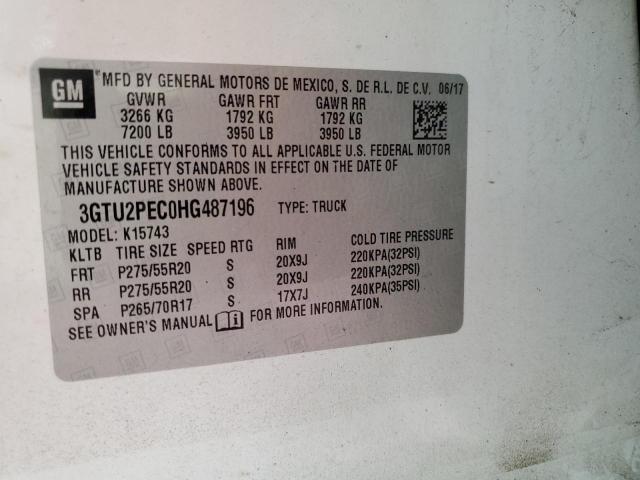 GM
MFD BY GENERAL MOTORS DE MEXICO, S. DE R.L. DE C.V. 06/17
GVWR GAWR FRT GAWR RR
3266 KG 1792 KG 1792 KG
7200 LB 3950 LB 3950 LB
THIS VEHICLE CONFORMS TO ALL APPLICABLE U.S. FEDERAL MOTOR
VEHICLE SAFETY STANDARDS IN EFFECT ON THE DATE OF
MANUFACTURE SHOWN ABOVE.
3GTU2PEC0HG487196 TYPE: TRUCK
MODEL: K15743
KLTB TIRE SIZE SPEED RTG RIM COLD TIRE PRESSURE
FRT P275/55R20 S 20X9J 220KPA(32PSI)
RR P275/55R20 S 20X9J 220KPA(32PSI)
SPA P265/70R17 S 17X7J 240KPA(35PSI)
SEE OWNER'S MANUAL FOR MORE INFORMATION.